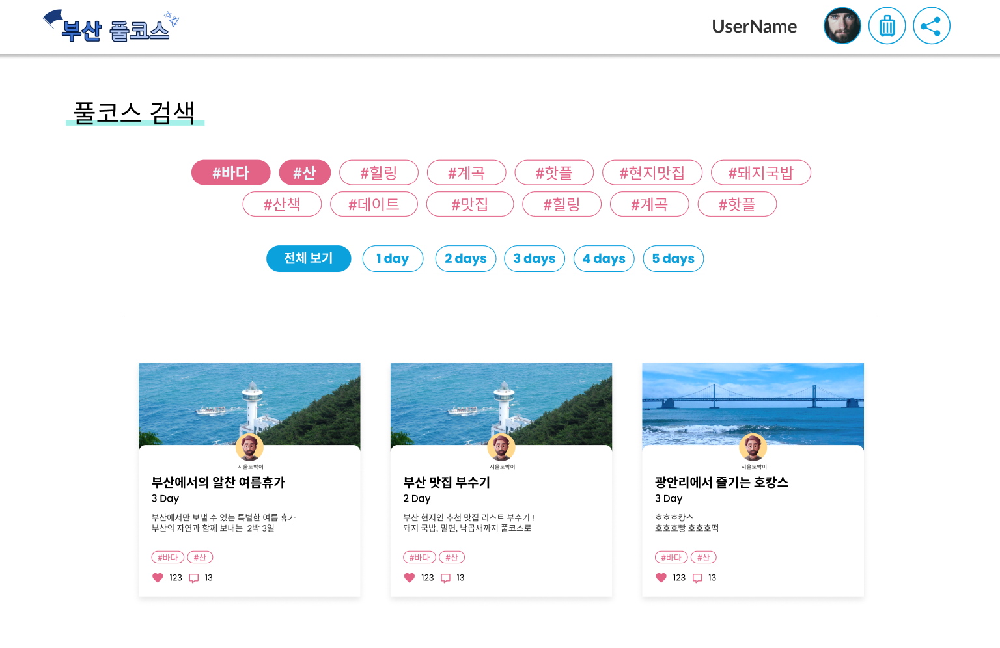 부산 풀코스
UserName
풀코스 검색
#바다 #산 #힐링 #계곡 #핫플 #현지맛집 #돼지국밥
#산책 #데이트 #맛집 #힐링 #계곡 #핫플
전체 보기 1 day 2 days 3 days 4 days 5 days
서울토박이
부산에서의 알찬 여름휴가
3 Day
부산에서만 보낼 수 있는 특별한 여름 휴가
부산의 자연과 함께 보내는 2박 3일
#바다 #산
123 13
서울토박이
부산 맛집 부수기
2 Day
부산 현지인 추천 맛집 리스트 부수기 !
돼지 국밥, 밀면, 낙곱새까지 풀코스로
#바다 #산
123 13
서울토박이
광안리에서 즐기는 호캉스
3 Day
호호호캉스
호호호빵 호호호떡
#바다 #산
123 13